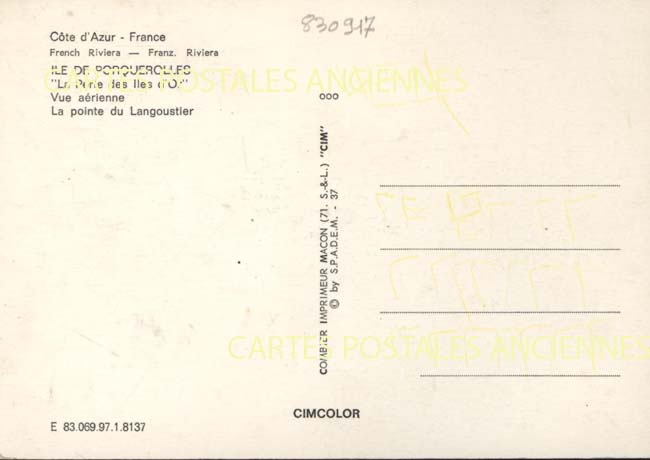 830917
Côte d'Azur - France
French Riviera — Franz. Riviera
ILE DE PORQUEROLLES
"La Perle des Iles d'Or"
Vue aérienne
La pointe du Langoustier
CARTES POSTALES ANCIENNES
ooo
COMBIER IMPRIMEUR MACON (71. S.-&-L.) "CIM"
© by S.P.A.D.E.M. - 37
CARTES POSTALES ANCIENNES
CIMCOLOR
E 83.069.97.1.8137